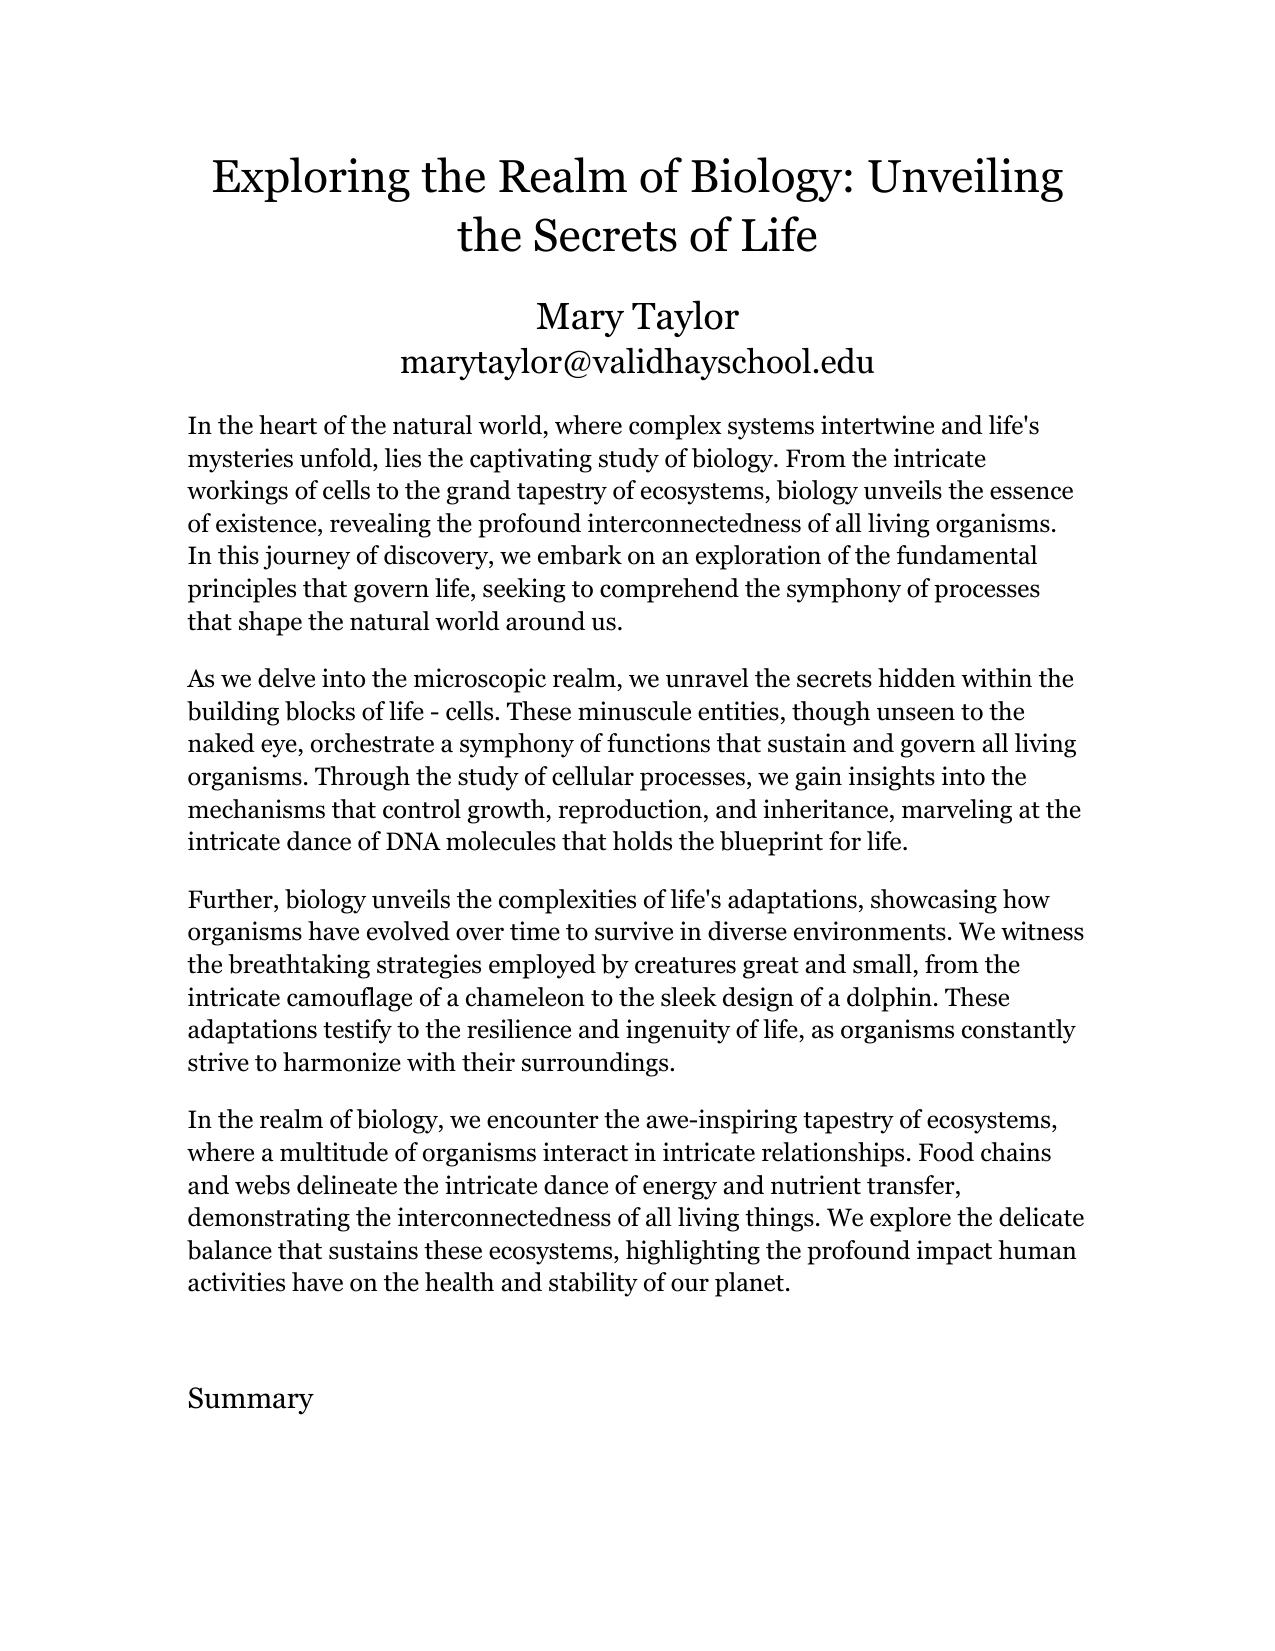 Exploring the Realm of Biology: Unveiling
the Secrets of Life
Mary Taylor
marytaylor@validhayschool.edu
In the heart of the natural world, where complex systems intertwine and life's
mysteries unfold, lies the captivating study of biology. From the intricate
workings of cells to the grand tapestry of ecosystems, biology unveils the essence
of existence, revealing the profound interconnectedness of all living organisms.
In this journey of discovery, we embark on an exploration of the fundamental
principles that govern life, seeking to comprehend the symphony of processes
that shape the natural world around us.
As we delve into the microscopic realm, we unravel the secrets hidden within the
building blocks of life - cells. These minuscule entities, though unseen to the
naked eye, orchestrate a symphony of functions that sustain and govern all living
organisms. Through the study of cellular processes, we gain insights into the
mechanisms that control growth, reproduction, and inheritance, marveling at the
intricate dance of DNA molecules that holds the blueprint for life.
Further, biology unveils the complexities of life's adaptations, showcasing how
organisms have evolved over time to survive in diverse environments. We witness
the breathtaking strategies employed by creatures great and small, from the
intricate camouflage of a chameleon to the sleek design of a dolphin. These
adaptations testify to the resilience and ingenuity of life, as organisms constantly
strive to harmonize with their surroundings.
In the realm of biology, we encounter the awe-inspiring tapestry of ecosystems,
where a multitude of organisms interact in intricate relationships. Food chains
and webs delineate the intricate dance of energy and nutrient transfer,
demonstrating the interconnectedness of all living things. We explore the delicate
balance that sustains these ecosystems, highlighting the profound impact human
activities have on the health and stability of our planet.
Summary